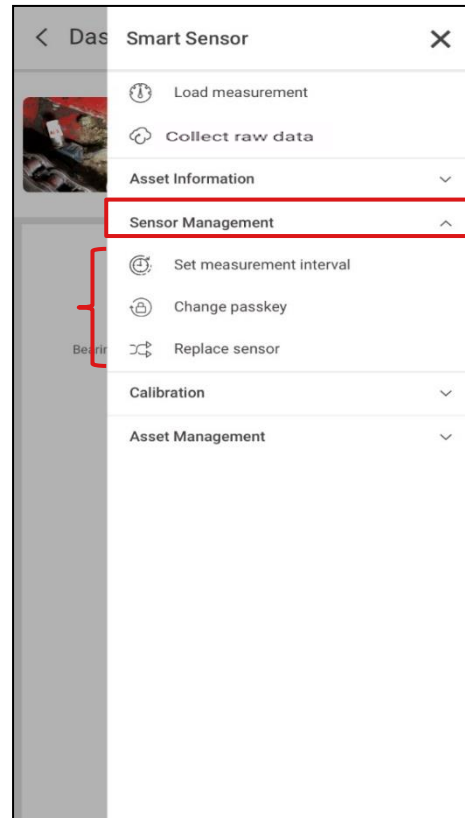 Das
Smart Sensor
Load measurement
Collect raw data
Asset Information
Sensor Management
Set measurement interval
Change passkey
Replace sensor
Bearin
Calibration
Asset Management